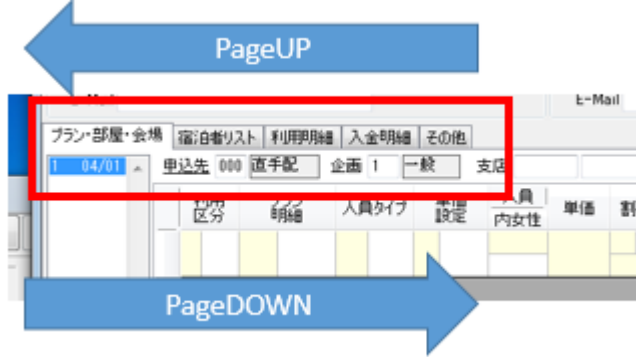 PageUP
E-Mail
プラン・部屋・会場 宿泊者リスト 利用明細 入金明細 その他
1 04/01 申込先 000 直手配 企画 1 一般 支店
区分 明細 人員タイプ 設定 人員 内女性 単価
PageDOWN